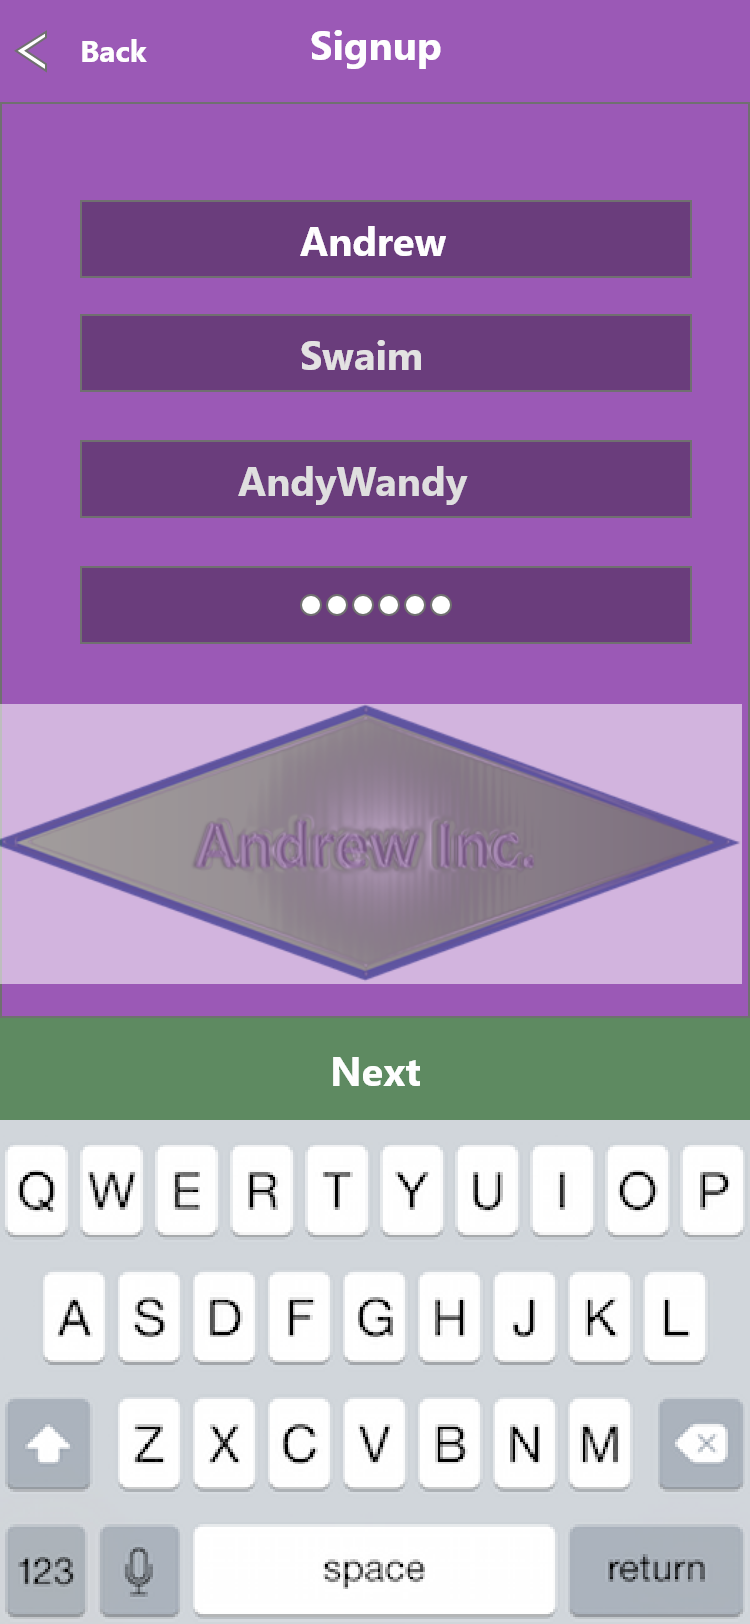 Back Signup
Andrew
Swaim
AndyWandy
••••••
Andrew Inc.
Next
Q W E R T Y U I O P
A S D F G H J K L
Z X C V B N M
123 space return